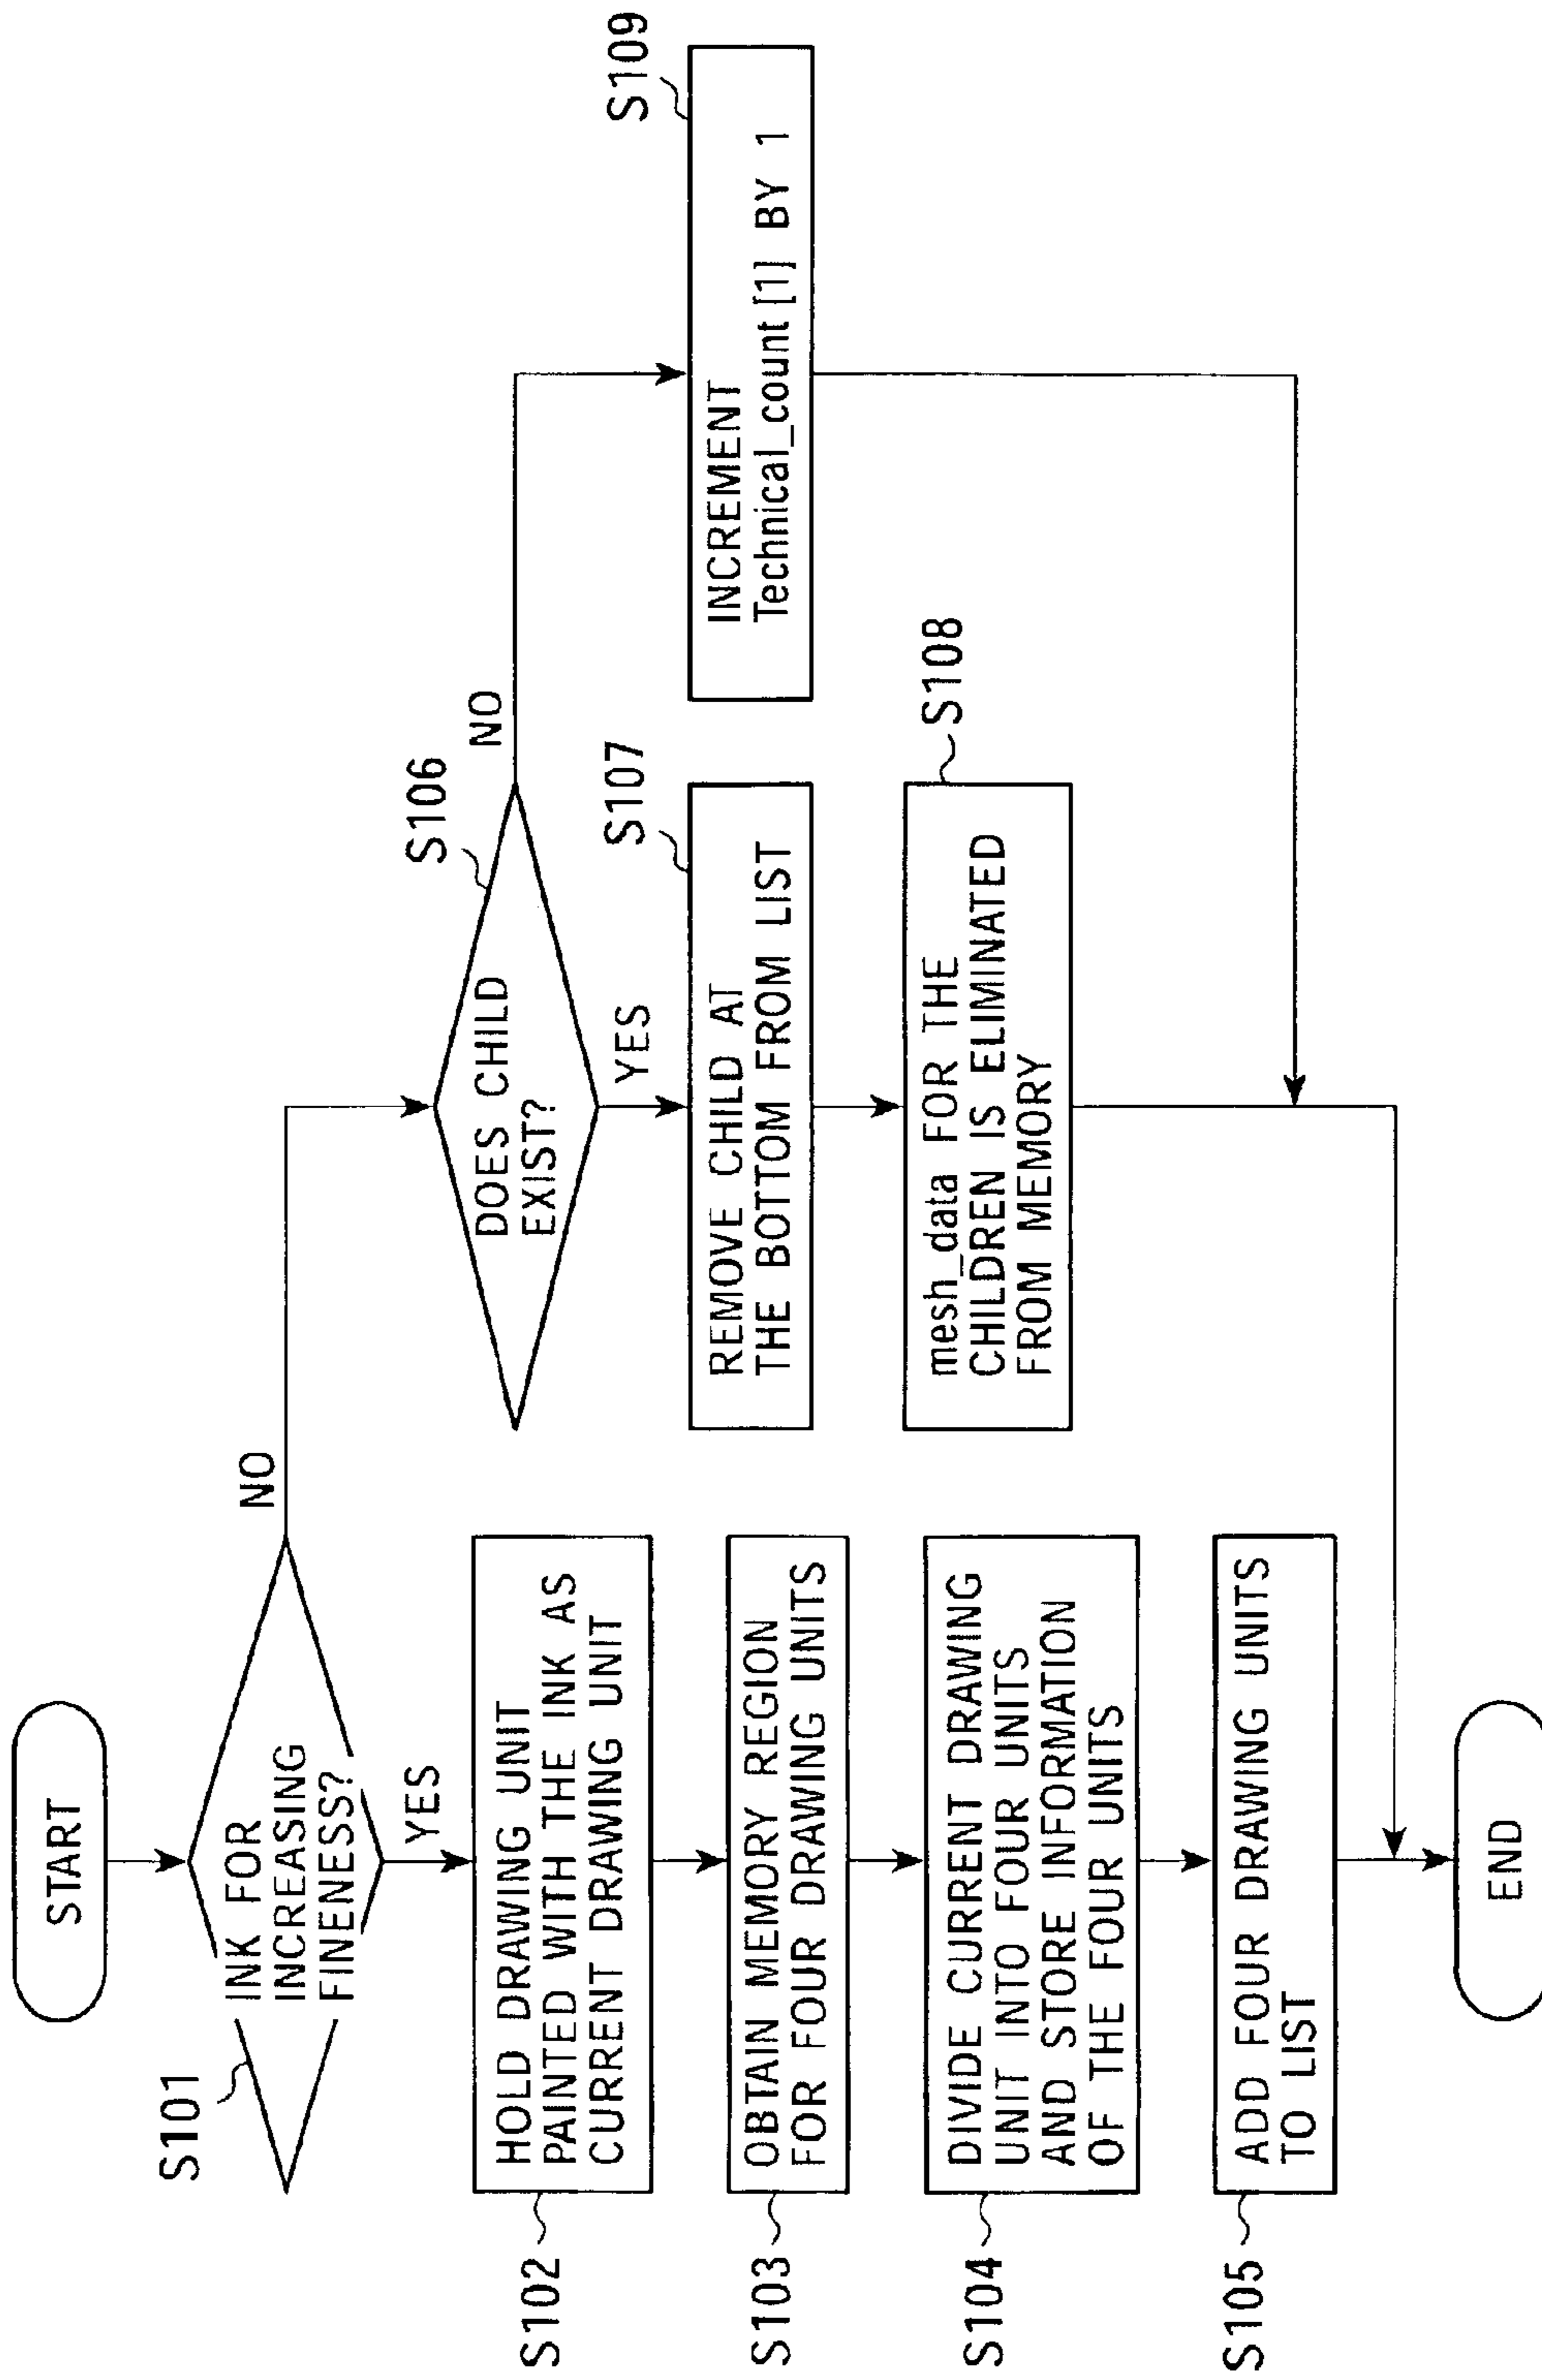 START
S101
INK FOR
INCREASING
FINENESS?
NO
YES
S102
HOLD DRAWING UNIT
PAINTED WITH THE INK AS
CURRENT DRAWING UNIT
S103
OBTAIN MEMORY REGION
FOR FOUR DRAWING UNITS
S104
DIVIDE CURRENT DRAWING
UNIT INTO FOUR UNITS
AND STORE INFORMATION
OF THE FOUR UNITS
S105
ADD FOUR DRAWING UNITS
TO LIST
S106
DOES CHILD
EXIST?
NO
YES
S107
REMOVE CHILD AT
THE BOTTOM FROM LIST
S108
mesh_data FOR THE
CHILDREN IS ELIMINATED
FROM MEMORY
S109
INCREMENT
Technical_count [1] BY 1
END